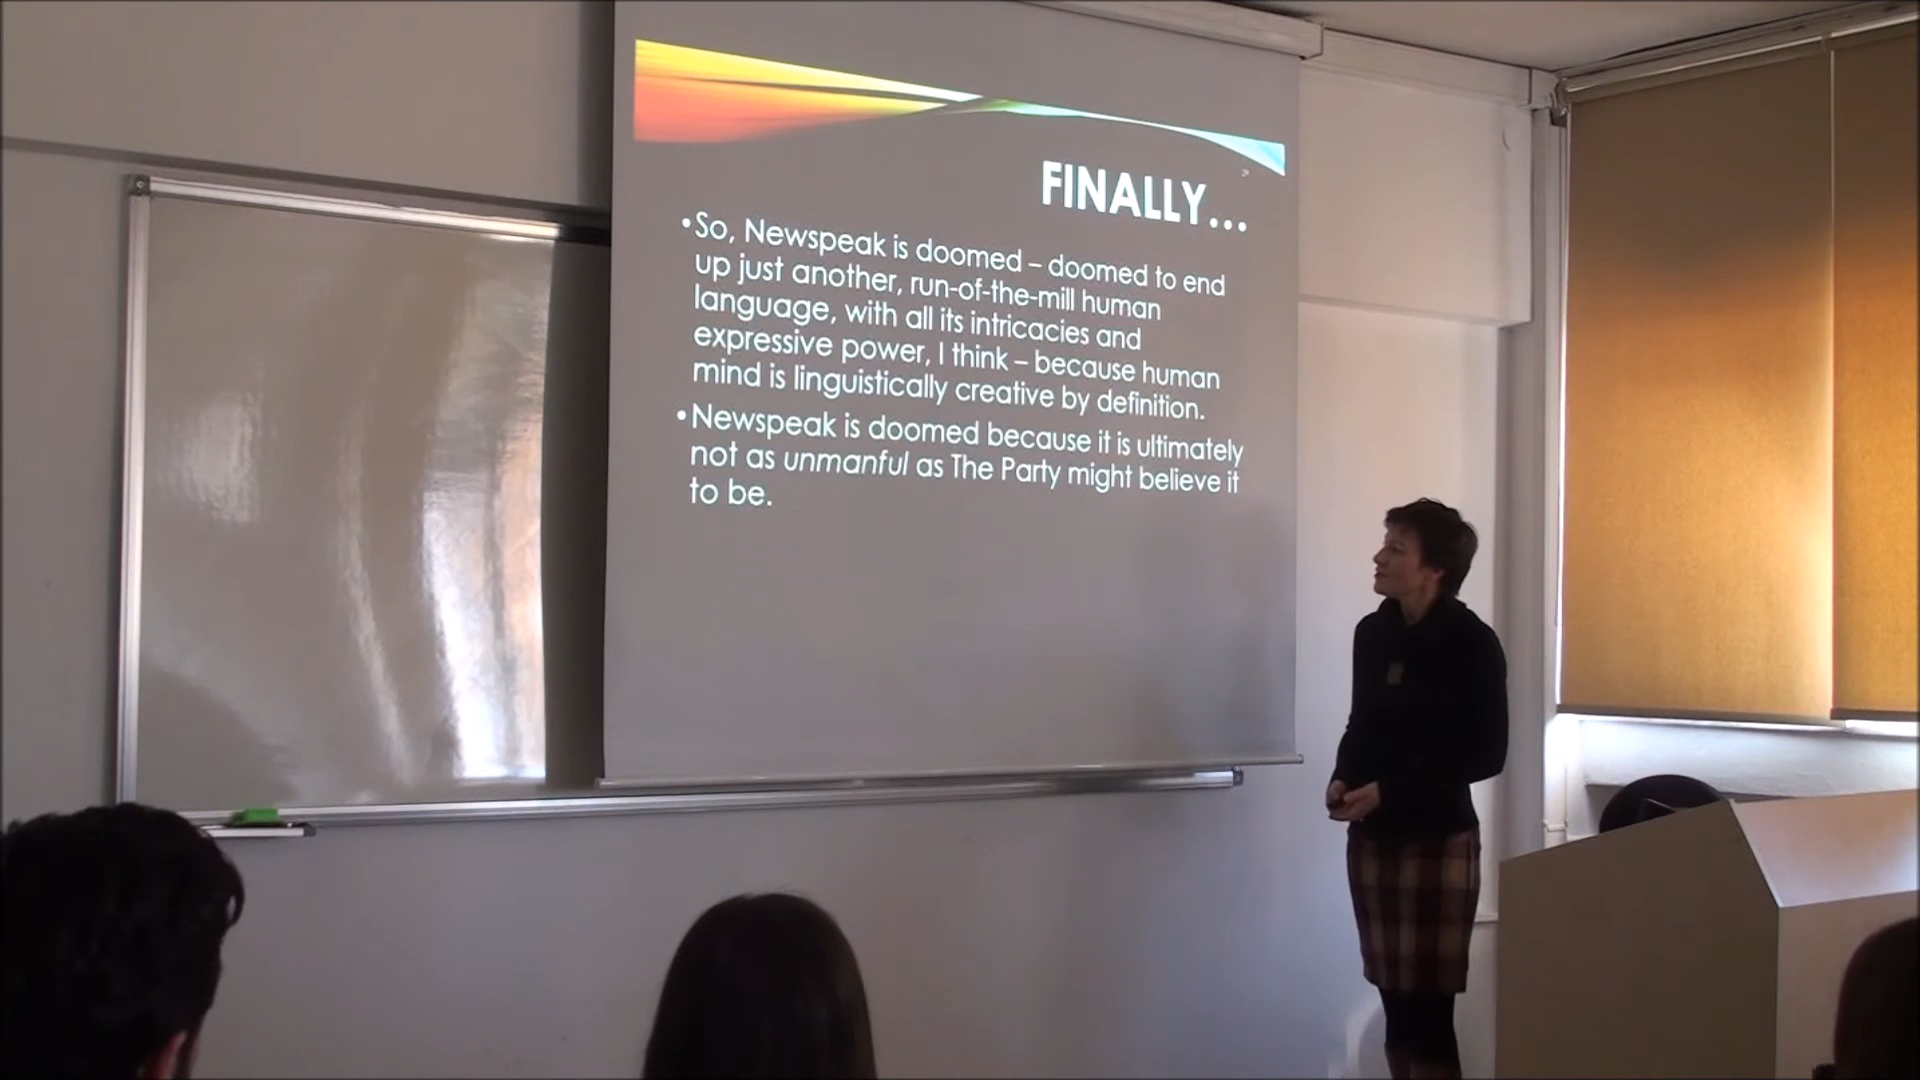 FINALLY...
•So, Newspeak is doomed – doomed to end
up just another, run-of-the-mill human
language, with all its intricacies and
expressive power, I think – because human
mind is linguistically creative by definition.
•Newspeak is doomed because it is ultimately
not as unmanful as The Party might believe it
to be.